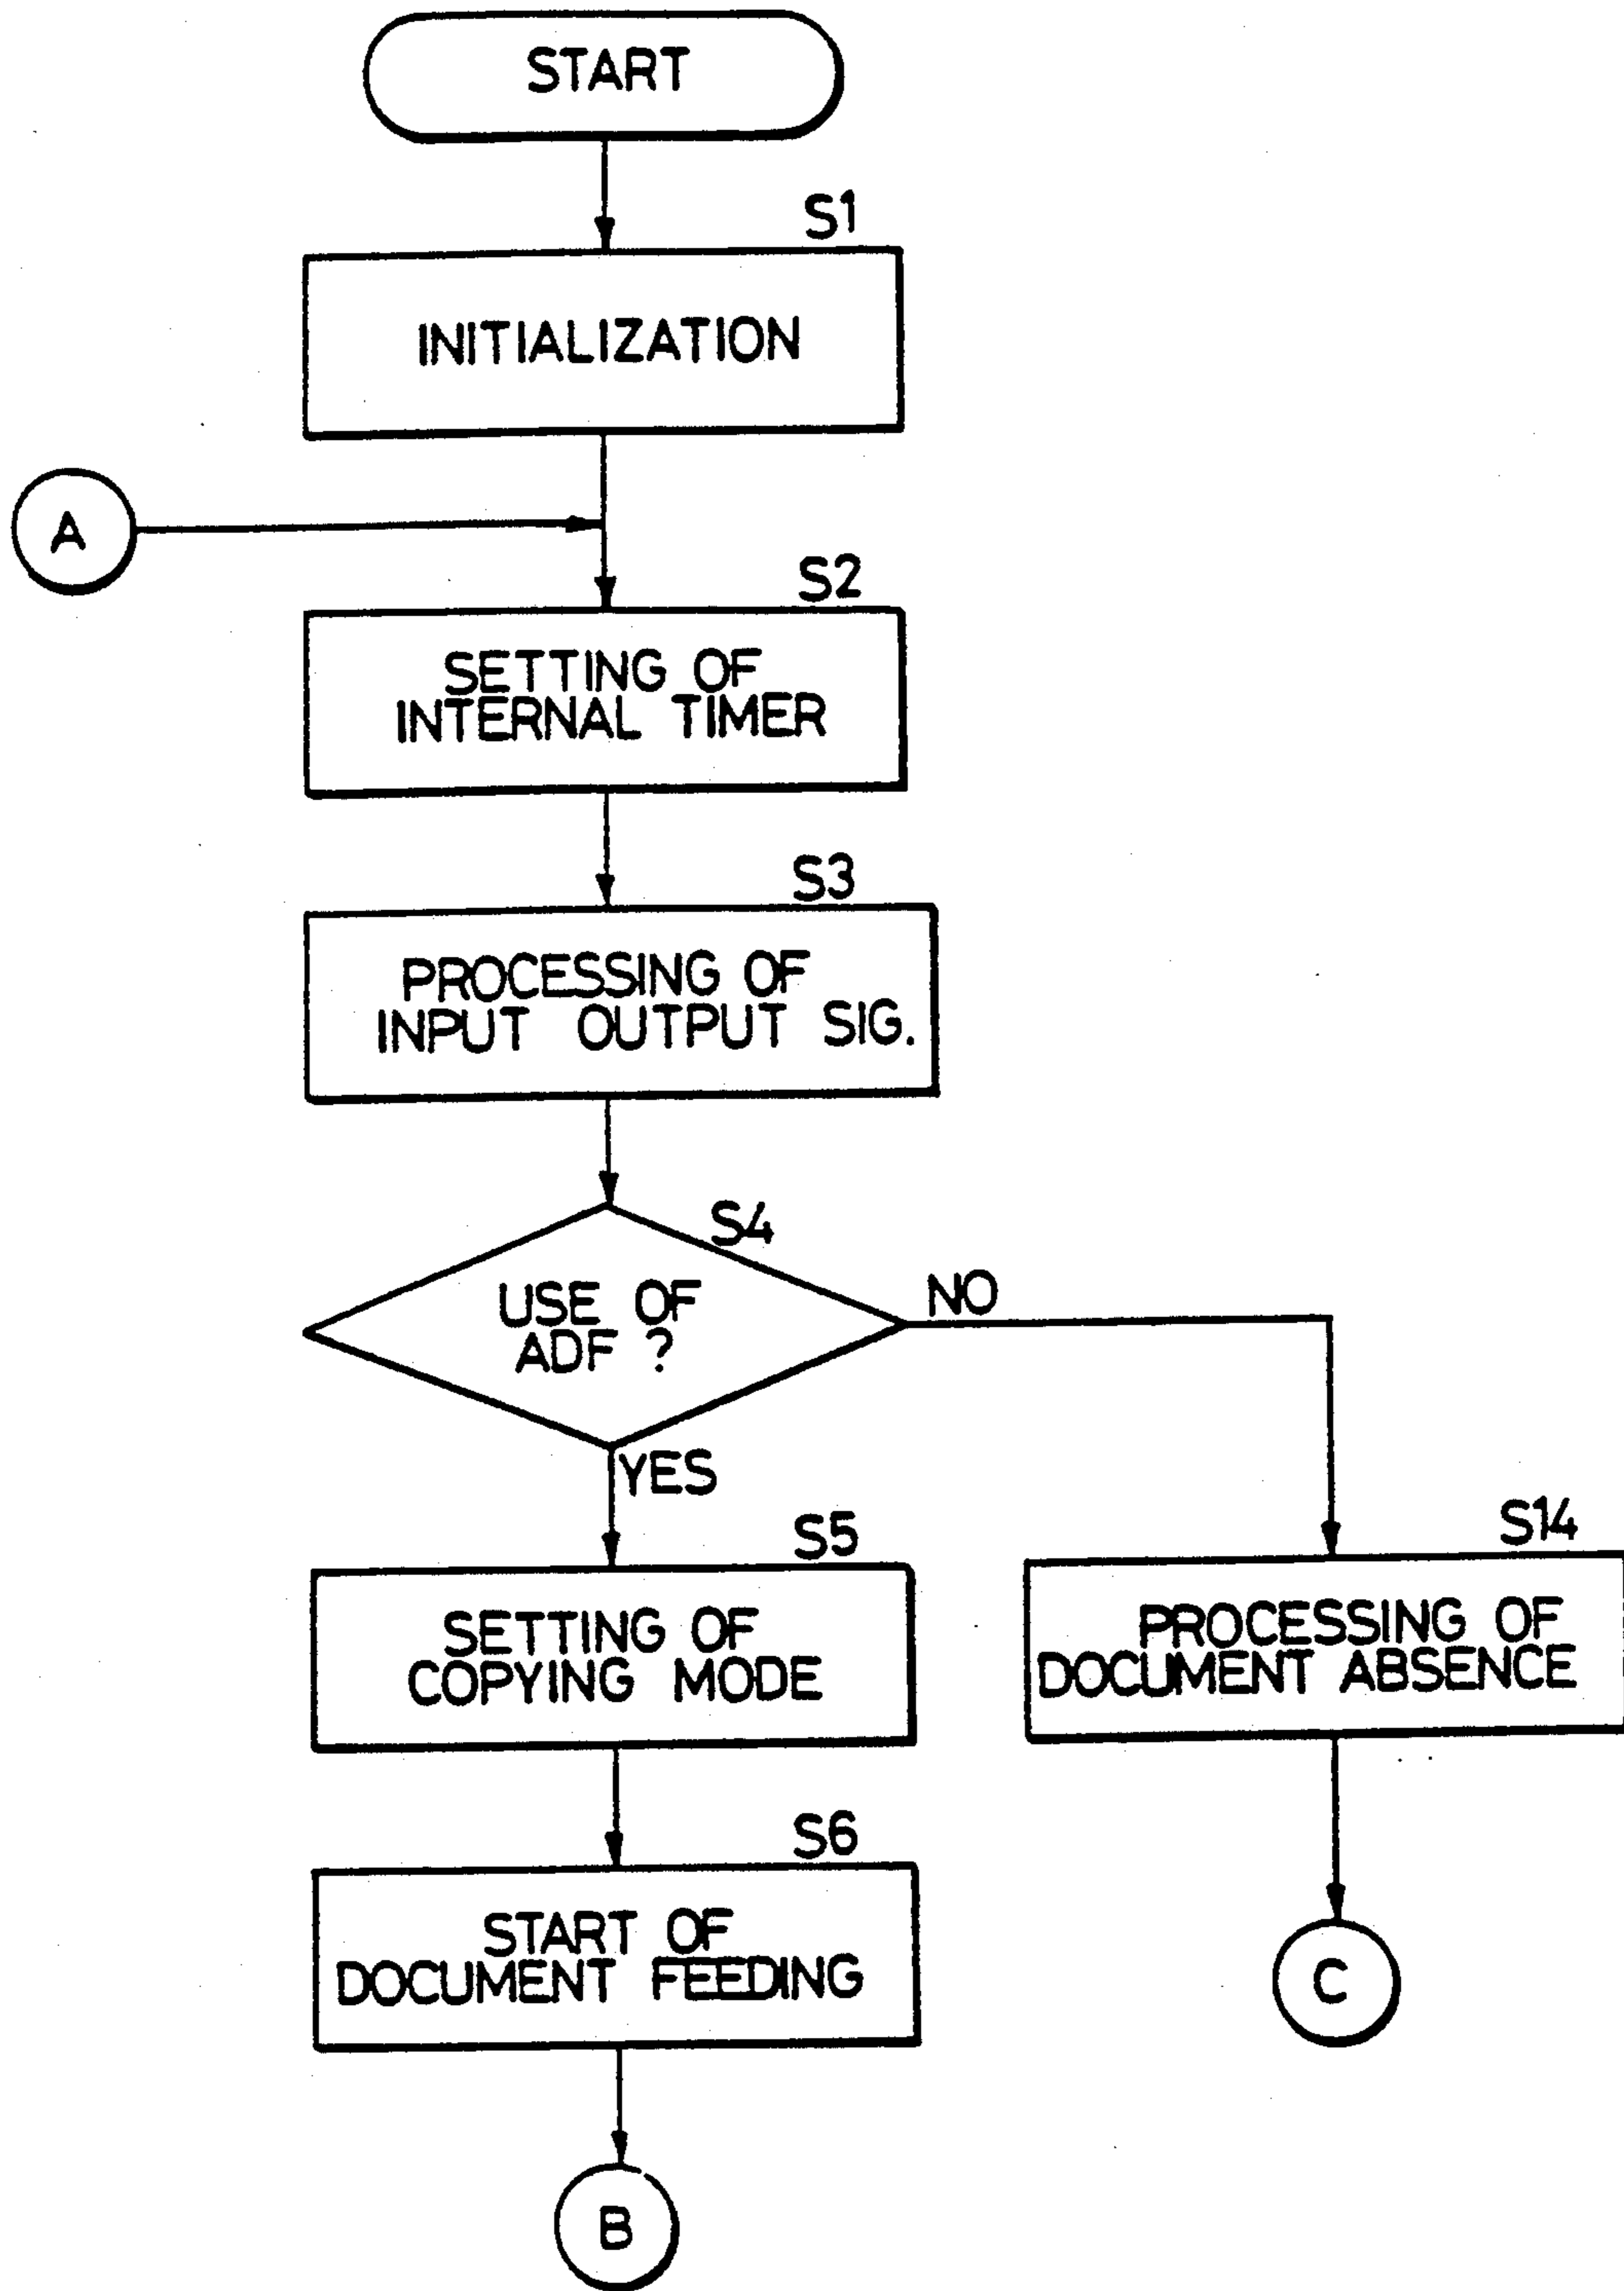 START
S1
INITIALIZATION
A
S2
SETTING OF
INTERNAL TIMER
S3
PROCESSING OF
INPUT OUTPUT SIG.
S4
USE OF
ADF ?
NO
YES
S5
SETTING OF
COPYING MODE
S14
PROCESSING OF
DOCUMENT ABSENCE
S6
START OF
DOCUMENT FEEDING
C
B